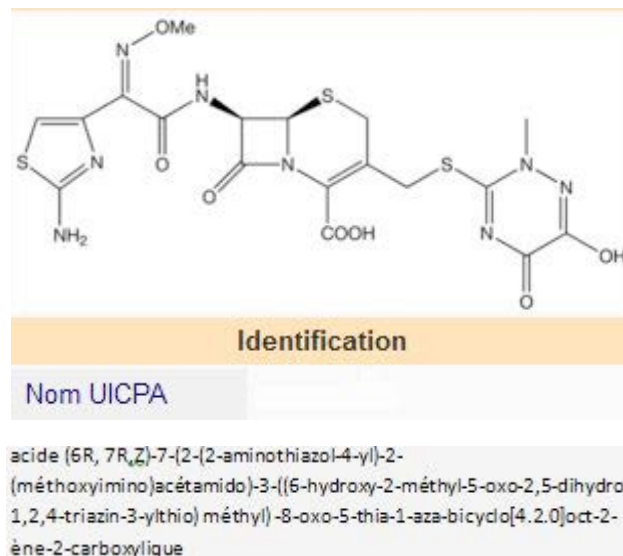 OMe
N
H
N
S
S
N
N
S
N
O
O
N
N
OH
NH2
COOH
O
Identification
Nom UICPA
acide (6R, 7R,Z)-7-(2-(2-aminothiazol-4-yl)-2-
(méthoxyimino)acétamido)-3-((6-hydroxy-2-méthyl-5-oxo-2,5-dihydro
1,2,4-triazin-3-ylthio) méthyl) -8-oxo-5-thia-1-aza-bicyclo[4.2.0]oct-2-
ène-2-carboxylique